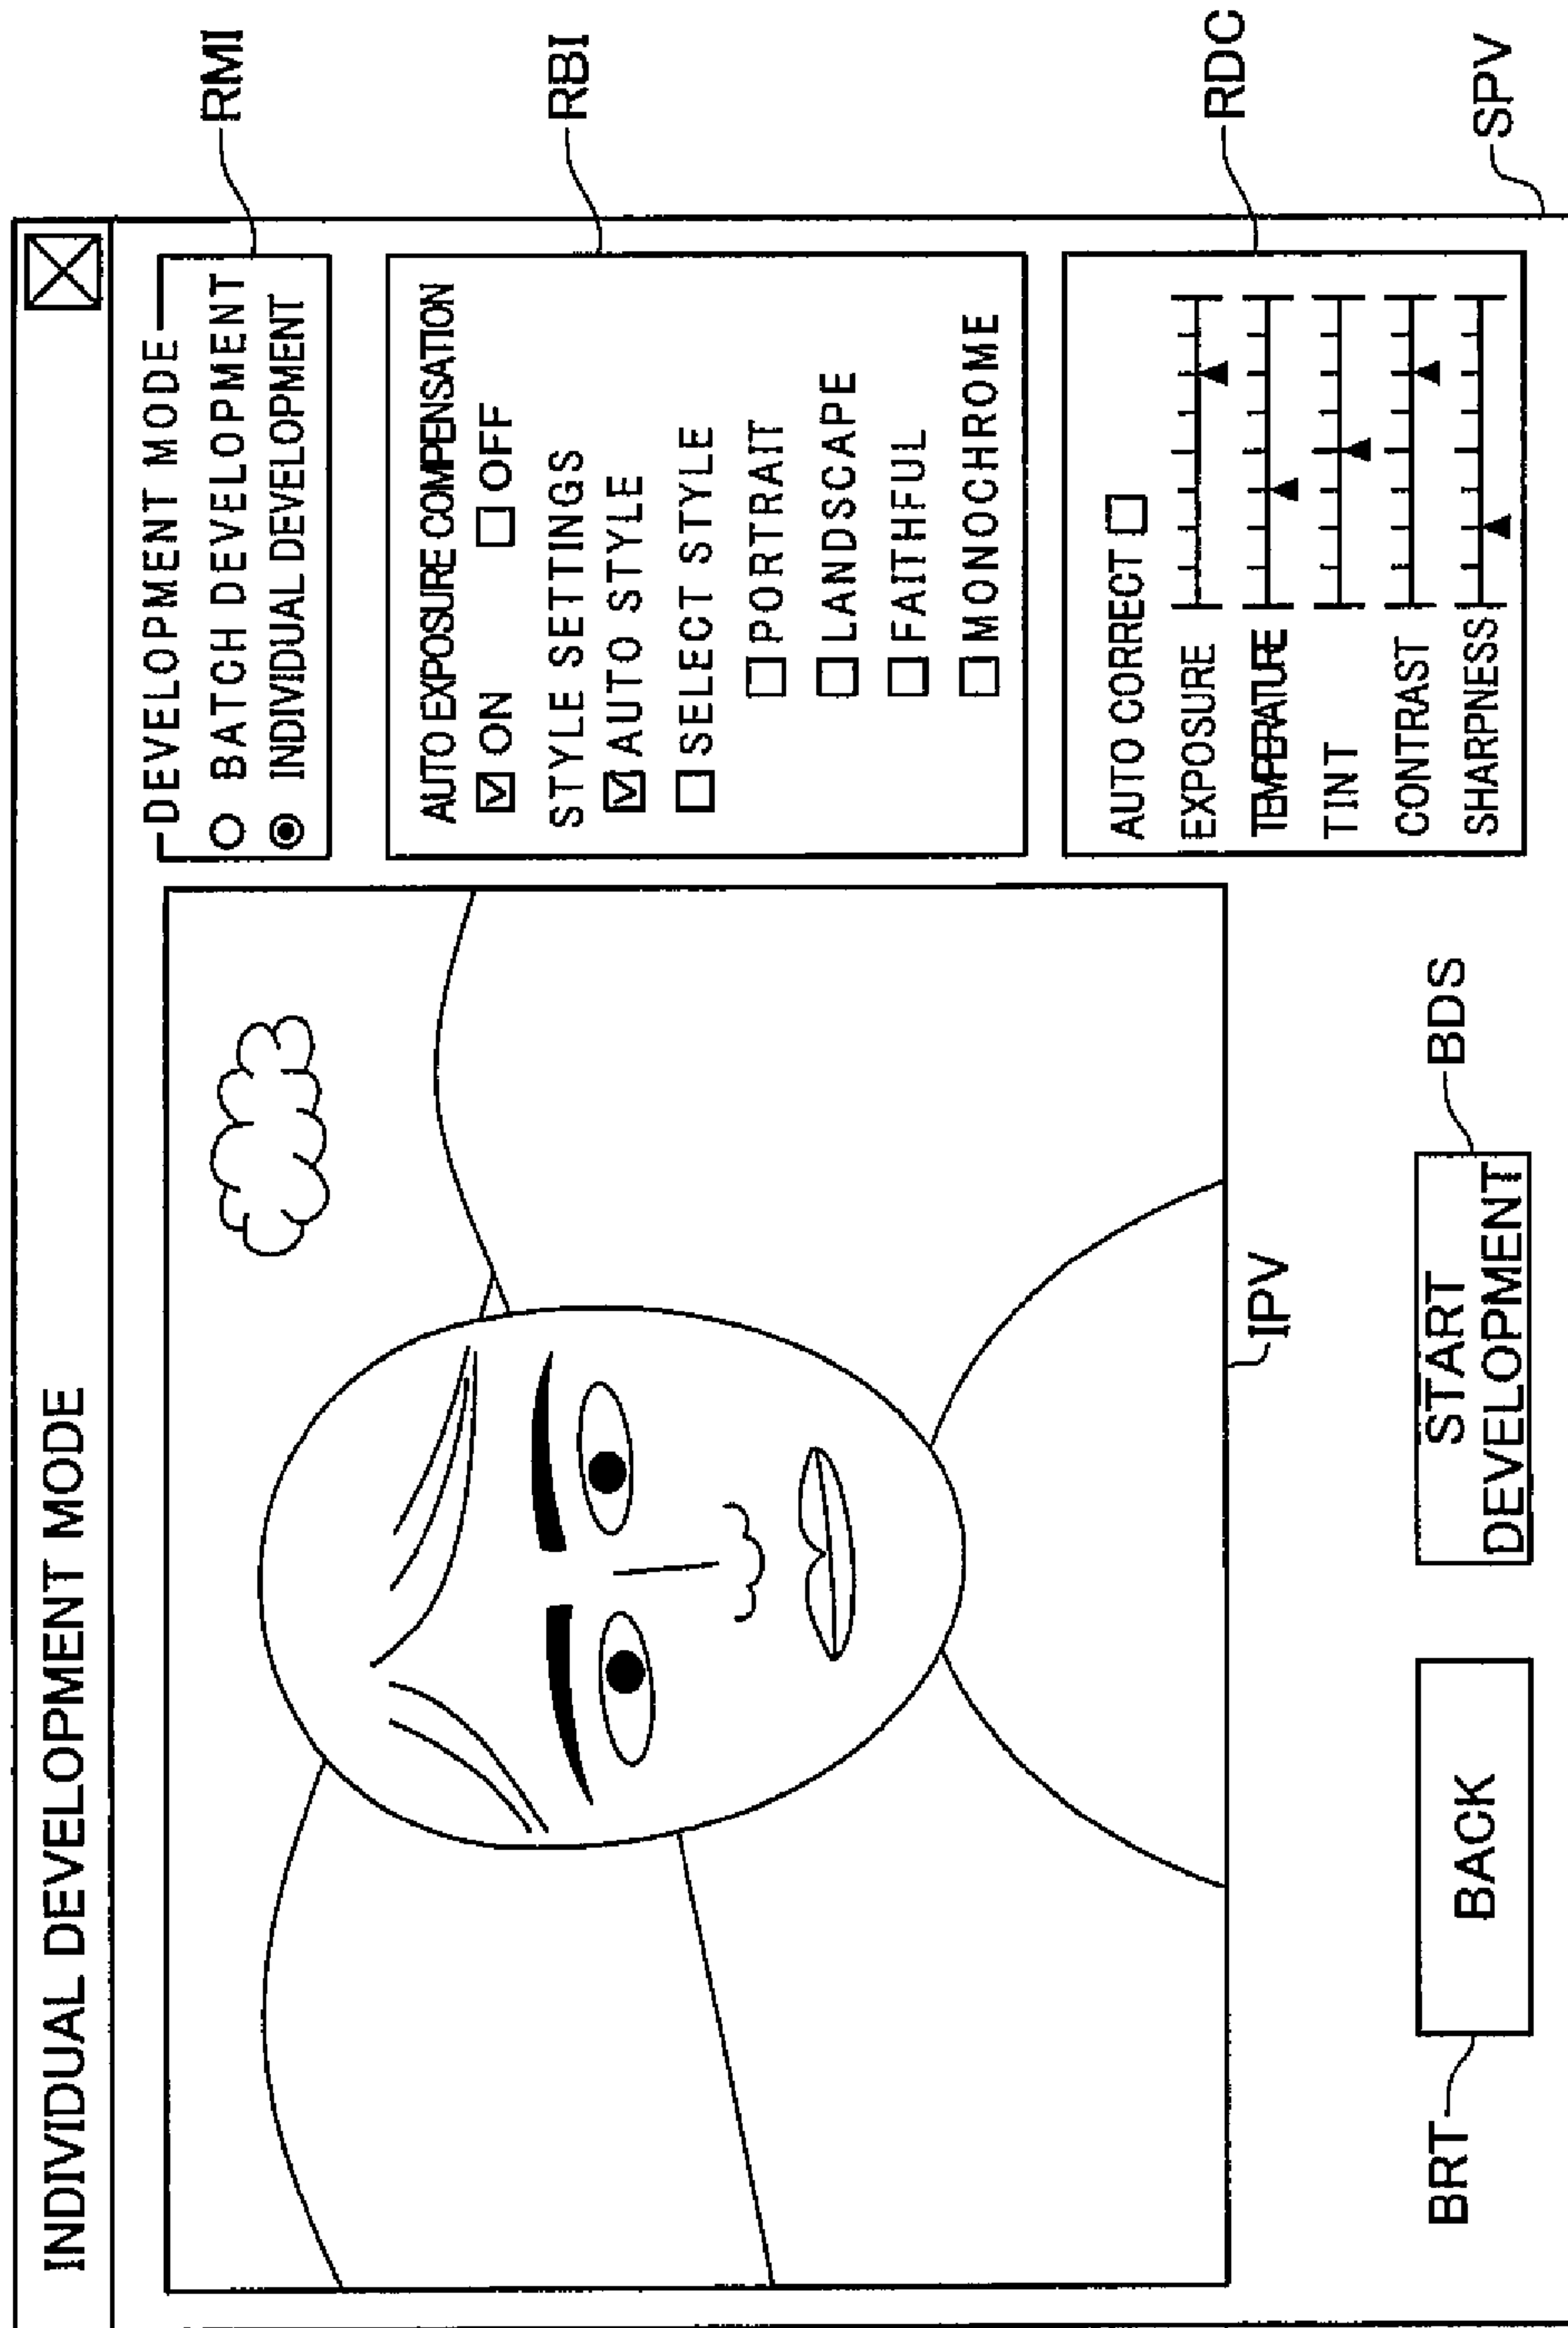 INDIVIDUAL DEVELOPMENT MODE
DEVELOPMENT MODE
BATCH DEVELOPMENT
INDIVIDUAL DEVELOPMENT
RMI
AUTO EXPOSURE COMPENSATION
ON OFF
STYLE SETTINGS
AUTO STYLE
SELECT STYLE
PORTRAIT
LANDSCAPE
FAITHFUL
MONOCHROME
RBI
AUTO CORRECT
EXPOSURE
TEMPERATURE
TINT
CONTRAST
SHARPNESS
RDC
SPV
IPV
BRT
BACK
START
DEVELOPMENT
BDS